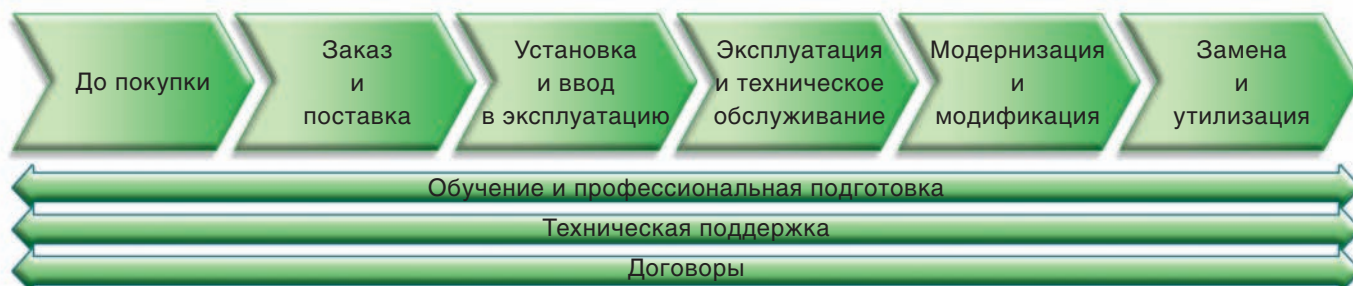 До покупки
Заказ
и
поставка
Установка
и ввод
в эксплуатацию
Эксплуатация
и техническое
обслуживание
Модернизация
и
модификация
Замена
и
утилизация
Обучение и профессиональная подготовка
Техническая поддержка
Договоры